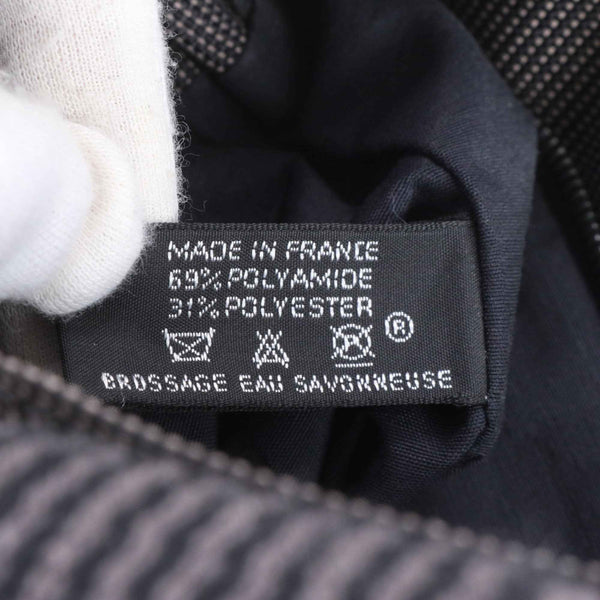 MADE IN FRANCE
69% POLYAMIDE
31% POLYESTER
P ®
BROSSAGE EAU SAVONNEUSE